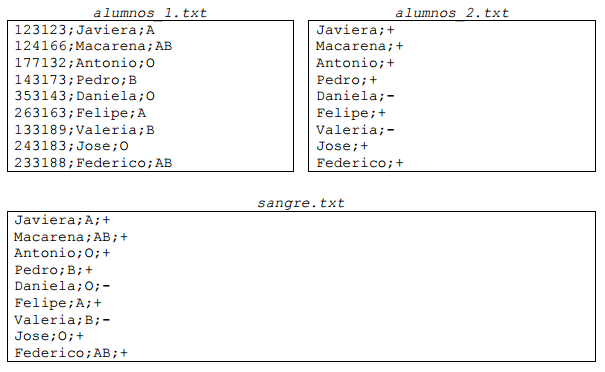 alumnos_1.txt
123123;Javiera;A
124166;Macarena;AB
177132;Antonio;O
143173;Pedro;B
353143;Daniela;O
263163;Felipe;A
133189;Valeria;B
243183;Jose;O
233188;Federico;AB
alumnos_2.txt
Javiera;+
Macarena;+
Antonio;+
Pedro;+
Daniela;-
Felipe;+
Valeria;-
Jose;+
Federico;+
sangre.txt
Javiera;A;+
Macarena;AB;+
Antonio;O;+
Pedro;B;+
Daniela;O;-
Felipe;A;+
Valeria;B;-
Jose;O;+
Federico;AB;+